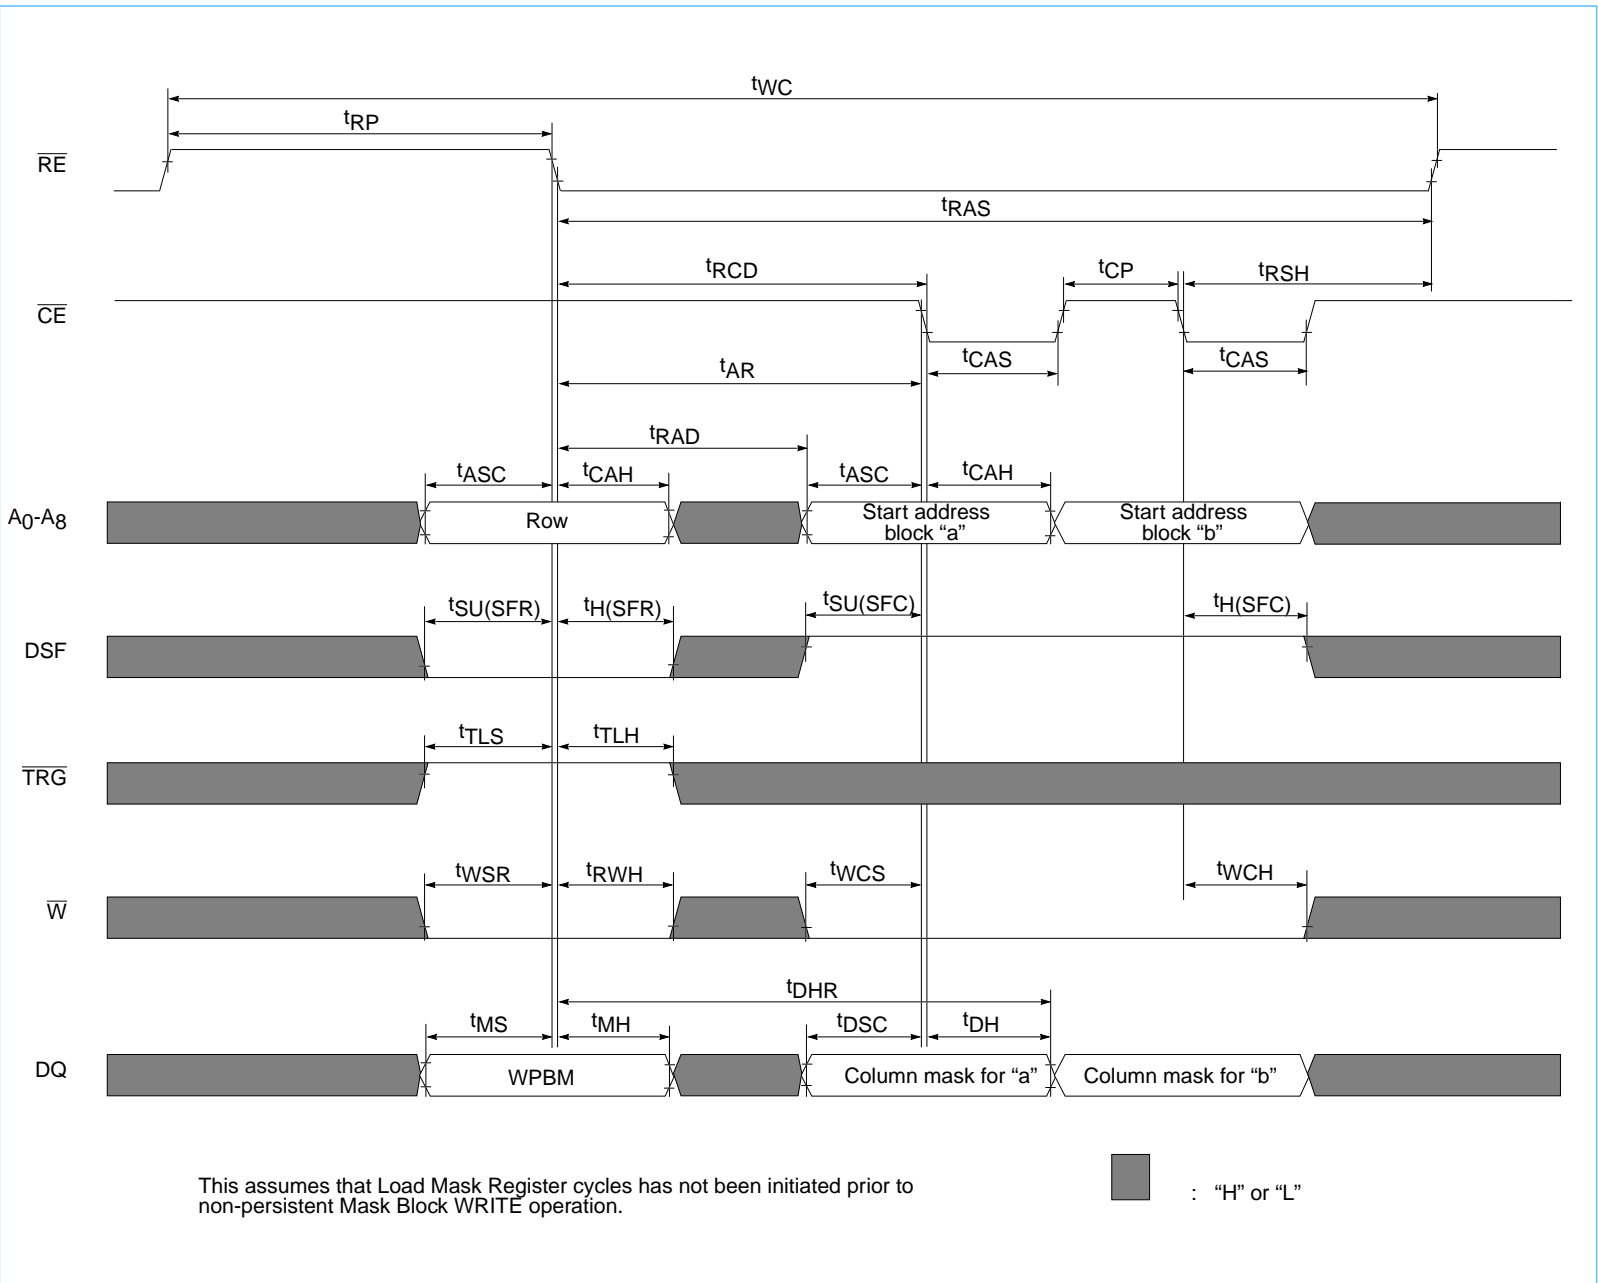 tWC
tRP
RE
tRAS
tRCD
tCP
tRSH
CE
tCAS
tCAS
tAR
tRAD
tASC
tCAH
tASC
tCAH
A0-A8
Row
Start address
block “a”
Start address
block “b”
tSU(SFR)
tH(SFR)
tSU(SFC)
tH(SFC)
DSF
tTLS
tTLH
TRG
tWSR
tRWH
tWCS
tWCH
W
tDHR
tMS
tMH
tDSC
tDH
DQ
WPBM
Column mask for “a”
Column mask for “b”
This assumes that Load Mask Register cycles has not been initiated prior to
non-persistent Mask Block WRITE operation.
: “H” or “L”